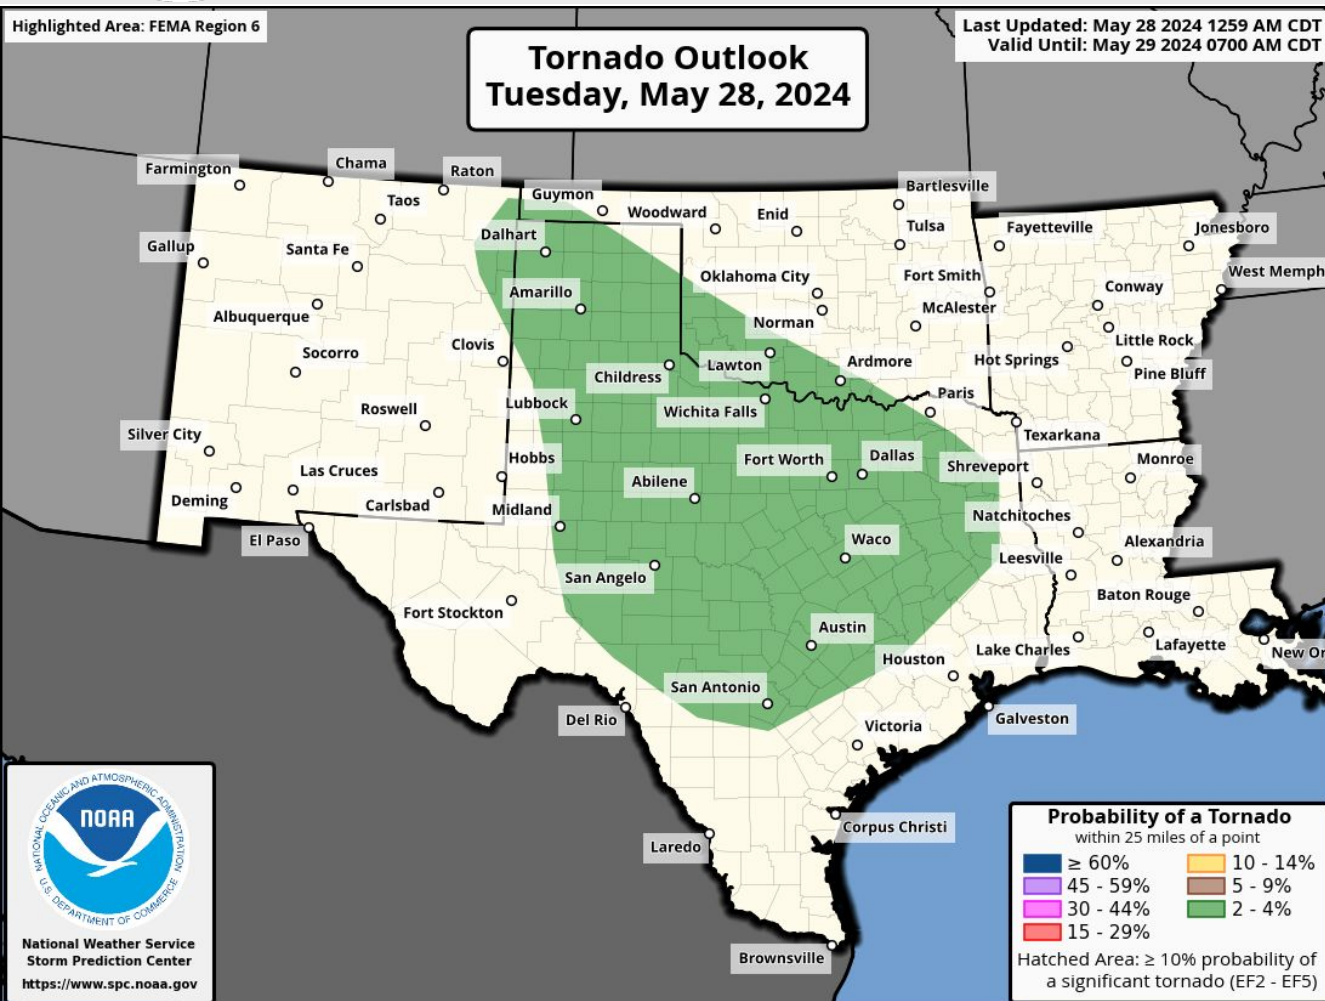 Highlighted Area: FEMA Region 6
Last Updated: May 28 2024 1259 AM CDT
Valid Until: May 29 2024 0700 AM CDT
Tornado Outlook
Tuesday, May 28, 2024
Farmington
Chama
Raton
Taos
Guymon
Woodward
Enid
Bartlesville
Tulsa
Fayetteville
Jonesboro
Gallup
Santa Fe
Dalhart
Oklahoma City
Fort Smith
West Memph
Amarillo
Conway
Albuquerque
Norman
McAlester
Little Rock
Socorro
Clovis
Childress
Lawton
Ardmore
Hot Springs
Pine Bluff
Roswell
Lubbock
Wichita Falls
Paris
Texarkana
Silver City
Las Cruces
Hobbs
Fort Worth
Dallas
Shreveport
Monroe
Deming
Carlsbad
Midland
Abilene
Natchitoches
El Paso
Waco
Leesville
Alexandria
San Angelo
Baton Rouge
Fort Stockton
Austin
Houston
Lake Charles
Lafayette
New Or
San Antonio
Del Rio
Victoria
Galveston
Laredo
Corpus Christi
Brownsville
NATIONAL OCEANIC AND ATMOSPHERIC ADMINISTRATION
NOAA
U.S. DEPARTMENT OF COMMERCE
National Weather Service
Storm Prediction Center
https://www.spc.noaa.gov
Probability of a Tornado
within 25 miles of a point
≥ 60%
45 - 59%
30 - 44%
15 - 29%
10 - 14%
5 - 9%
2 - 4%
Hatched Area: ≥ 10% probability of
a significant tornado (EF2 - EF5)